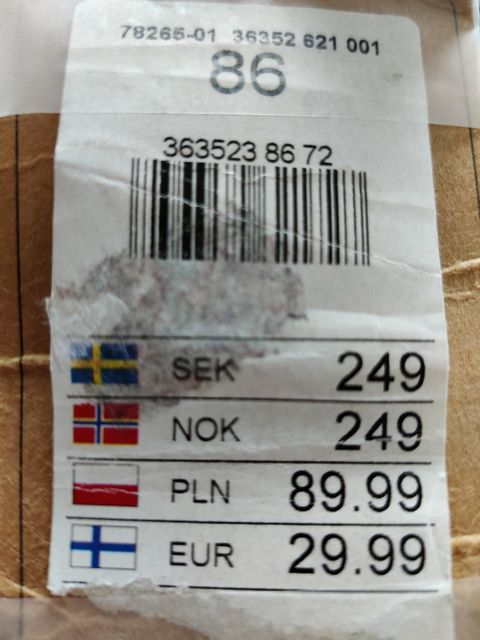 78265-01 36352 621 001
86
363523 86 72
SEK 249
NOK 249
PLN 89.99
EUR 29.99